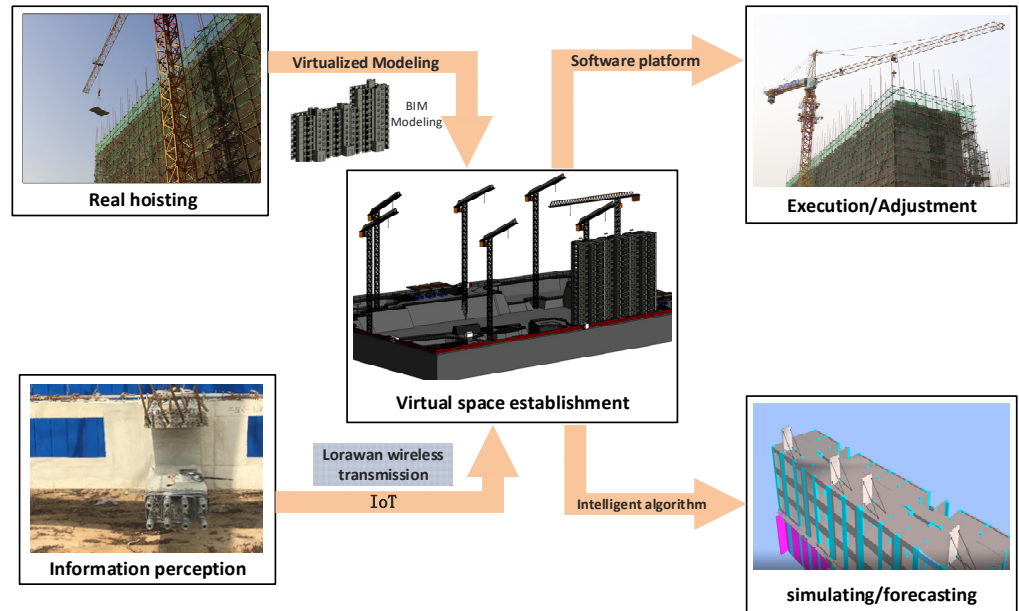 Virtualized Modeling
BIM
Modeling
Real hoisting
Software platform
Execution/Adjustment
Virtual space establishment
Lorawan wireless
transmission
IoT
Information perception
Intelligent algorithm
simulating/forecasting